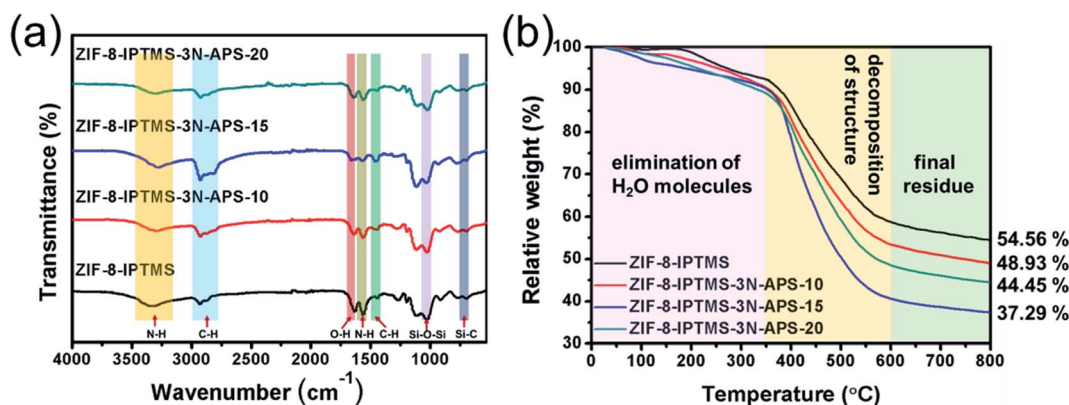 (a)
ZIF-8-IPTMS-3N-APS-20
ZIF-8-IPTMS-3N-APS-15
ZIF-8-IPTMS-3N-APS-10
ZIF-8-IPTMS
Transmittance (%)
N-H C-H O-H N-H C-H Si-O-Si Si-C
4000 3500 3000 2500 2000 1500 1000
Wavenumber (cm⁻¹)
(b)
100
90
80
70
60
50
40
30
Relative weight (%)
elimination of
H₂O molecules
decomposition
of structure
final
residue
ZIF-8-IPTMS
ZIF-8-IPTMS-3N-APS-10
ZIF-8-IPTMS-3N-APS-15
ZIF-8-IPTMS-3N-APS-20
54.56 %
48.93 %
44.45 %
37.29 %
0 100 200 300 400 500 600 700 800
Temperature (°C)